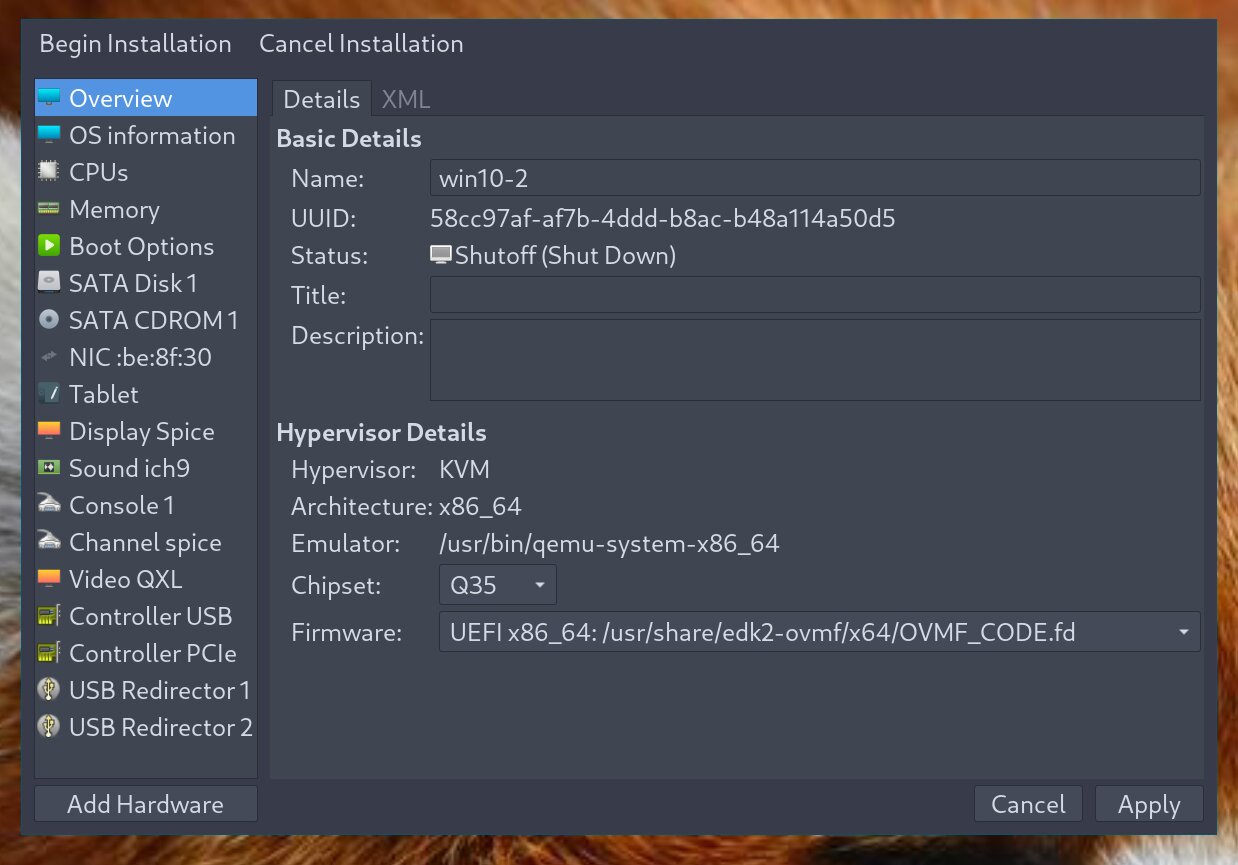 Begin Installation Cancel Installation
Overview
OS information
CPUs
Memory
Boot Options
SATA Disk 1
SATA CDROM 1
NIC :be:8f:30
Tablet
Display Spice
Sound ich9
Console 1
Channel spice
Video QXL
Controller USB
Controller PCIe
USB Redirector 1
USB Redirector 2
Add Hardware
Details XML
Basic Details
Name: win10-2
UUID: 58cc97af-af7b-4ddd-b8ac-b48a114a50d5
Status: Shutoff (Shut Down)
Title:
Description:
Hypervisor Details
Hypervisor: KVM
Architecture: x86_64
Emulator: /usr/bin/qemu-system-x86_64
Chipset: Q35
Firmware: UEFI x86_64: /usr/share/edk2-ovmf/x64/OVMF_CODE.fd
Cancel Apply